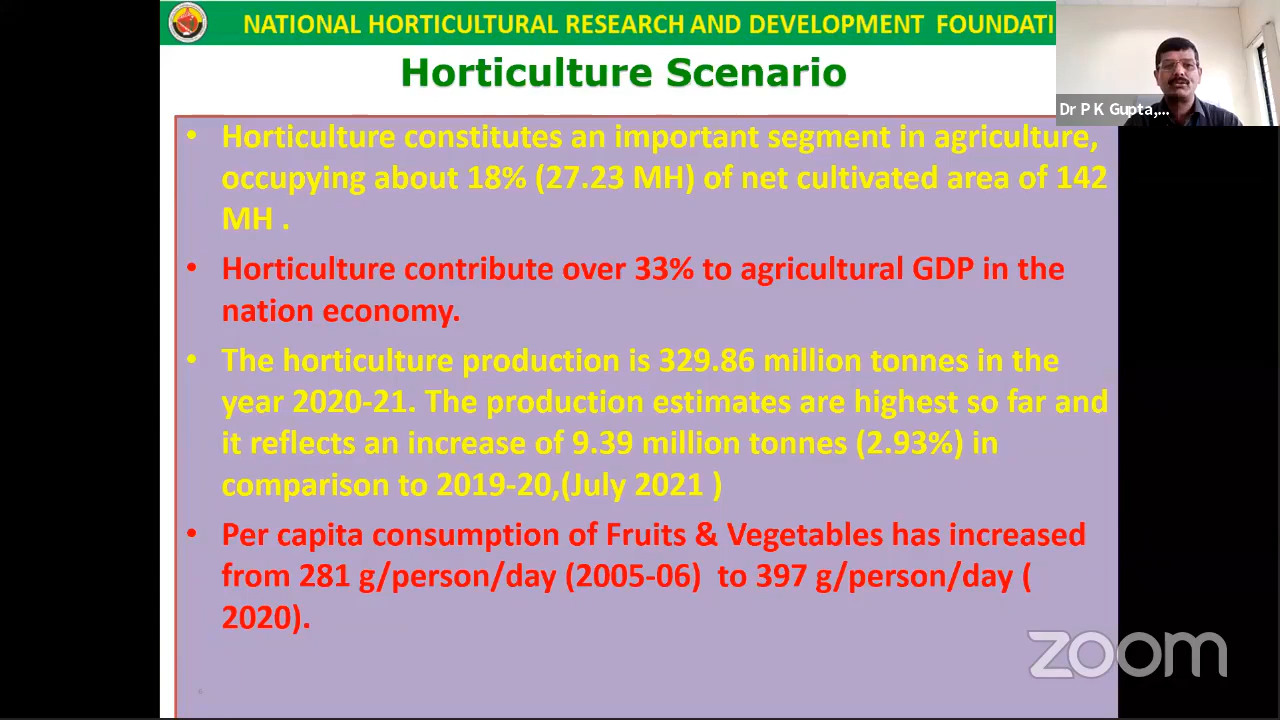 NATIONAL HORTICULTURAL RESEARCH AND DEVELOPMENT FOUNDATI
Dr P K Gupta,...
Horticulture Scenario
• Horticulture constitutes an important segment in agriculture,
occupying about 18% (27.23 MH) of net cultivated area of 142
MH .
• Horticulture contribute over 33% to agricultural GDP in the
nation economy.
• The horticulture production is 329.86 million tonnes in the
year 2020-21. The production estimates are highest so far and
it reflects an increase of 9.39 million tonnes (2.93%) in
comparison to 2019-20,(July 2021 )
• Per capita consumption of Fruits & Vegetables has increased
from 281 g/person/day (2005-06)  to 397 g/person/day (
2020).
zoom